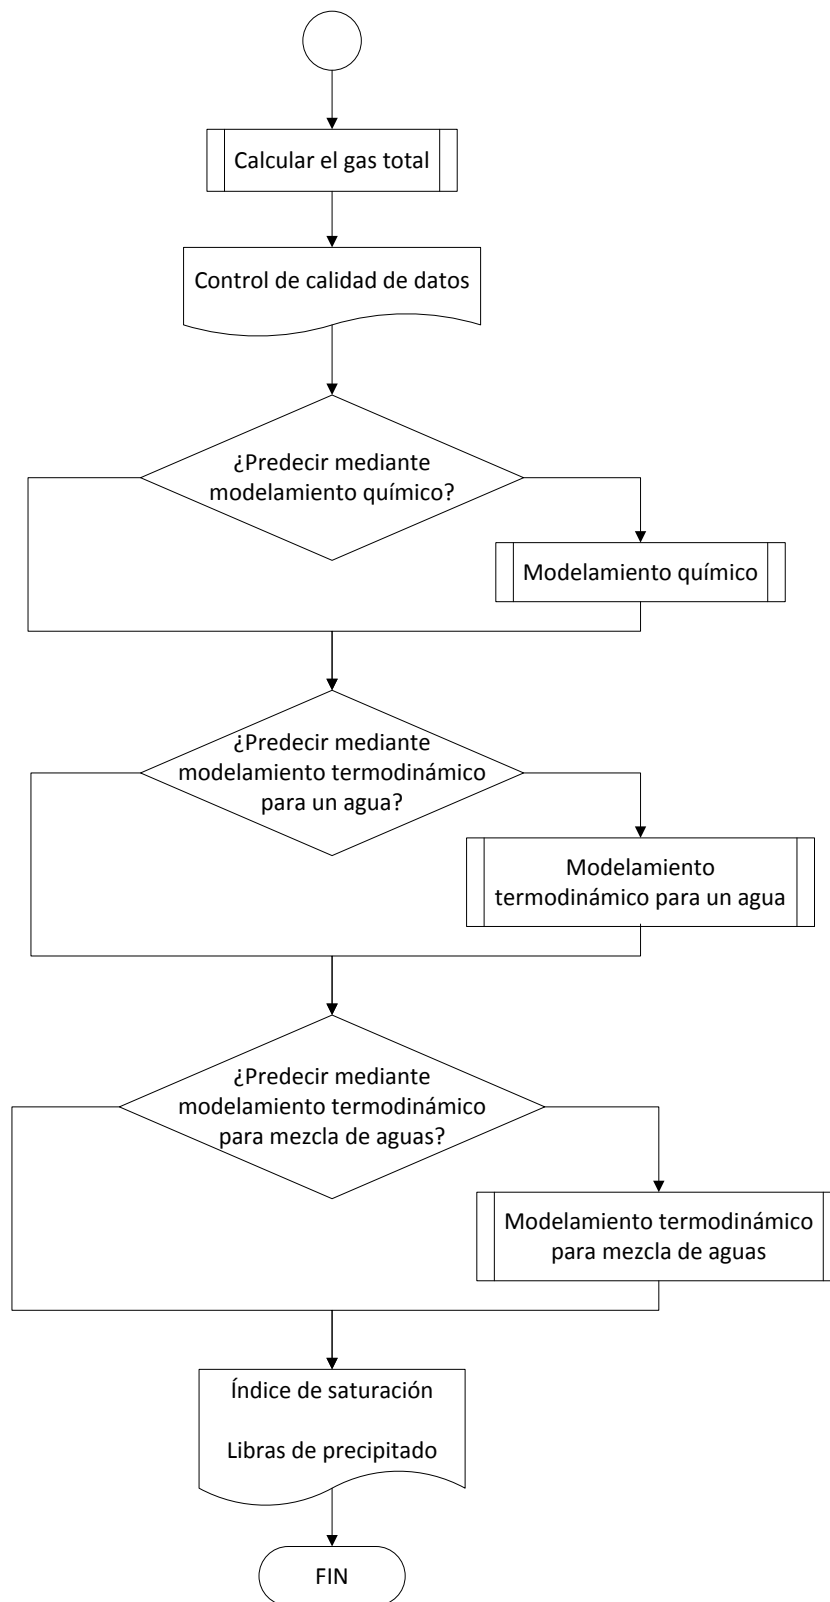 Calcular el gas total
Control de calidad de datos
¿Predecir mediante
modelamiento químico?
Modelamiento químico
¿Predecir mediante
modelamiento termodinámico
para un agua?
Modelamiento
termodinámico para un agua
¿Predecir mediante
modelamiento termodinámico
para mezcla de aguas?
Modelamiento termodinámico
para mezcla de aguas
Índice de saturación
Libras de precipitado
FIN